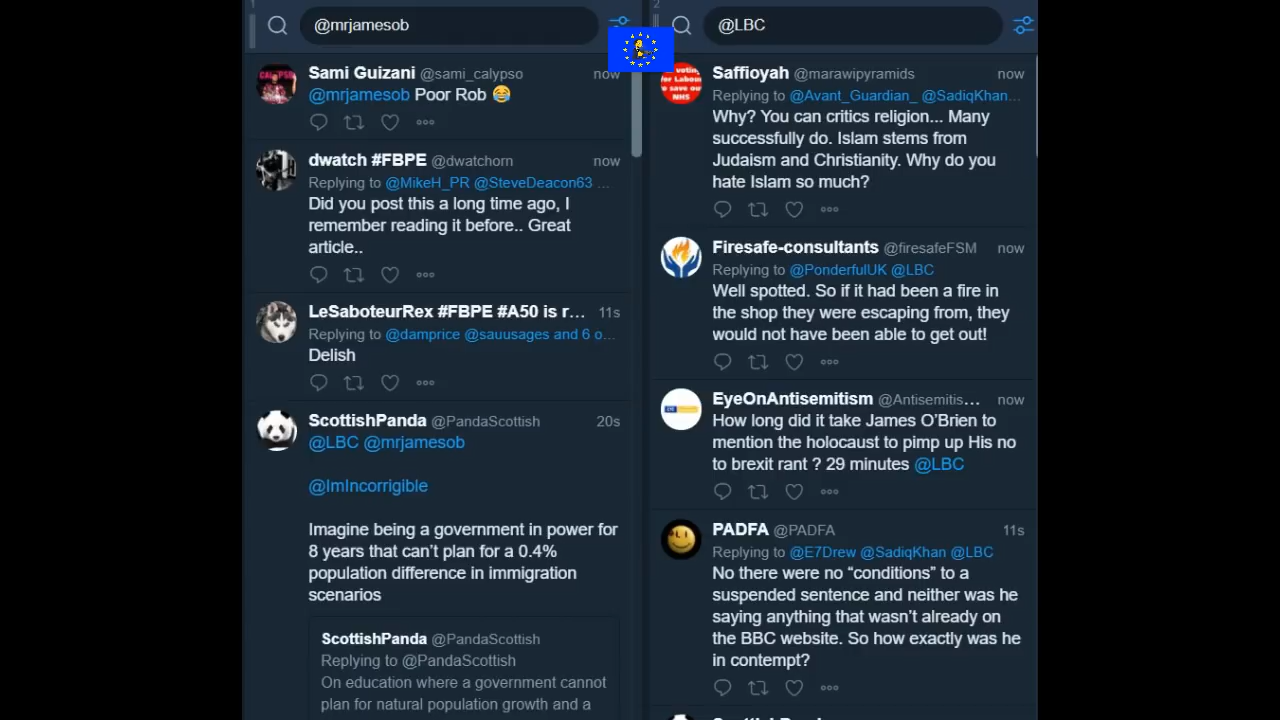 1
@mrjamesob
Sami Guizani @sami_calypso now
@mrjamesob Poor Rob 😂
dwatch #FBPE @dwatchorn now
Replying to @MikeH_PR @SteveDeacon63 ...
Did you post this a long time ago, I
remember reading it before.. Great
article..
LeSaboteurRex #FBPE #A50 is r... 11s
Replying to @damprice @sauusages and 6 o...
Delish
ScottishPanda @PandaScottish 20s
@LBC @mrjamesob
@ImIncorrigible
Imagine being a government in power for
8 years that can’t plan for a 0.4%
population difference in immigration
scenarios
ScottishPanda @PandaScottish
Replying to @PandaScottish
On education where a government cannot
plan for natural population growth and a
2
@LBC
voting
for Labour
to save our
NHS
Saffioyah @marawipyramids now
Replying to @Avant_Guardian_ @SadiqKhan...
Why? You can critics religion... Many
successfully do. Islam stems from
Judaism and Christianity. Why do you
hate Islam so much?
Firesafe-consultants @firesafeFSM now
Replying to @PonderfulUK @LBC
Well spotted. So if it had been a fire in
the shop they were escaping from, they
would not have been able to get out!
EyeOnAntisemitism @Antisemitis... now
How long did it take James O’Brien to
mention the holocaust to pimp up His no
to brexit rant ? 29 minutes @LBC
PADFA @PADFA 11s
Replying to @E7Drew @SadiqKhan @LBC
No there were no “conditions” to a
suspended sentence and neither was he
saying anything that wasn’t already on
the BBC website. So how exactly was he
in contempt?